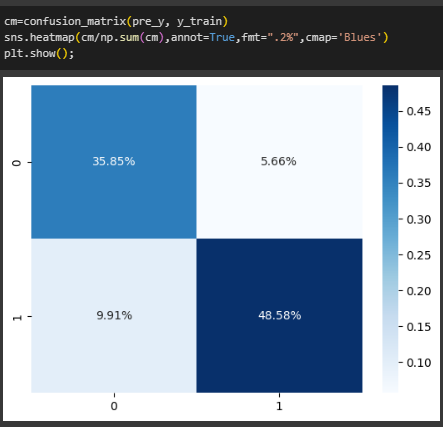 cm=confusion_matrix(pre_y, y_train)
sns.heatmap(cm/np.sum(cm),annot=True,fmt=".2%",cmap='Blues')
plt.show();
0.45
0 35.85% 5.66% 0.40
0.35
0.30
0.25
0.20
1 9.91% 48.58% 0.15
0.10
0 1